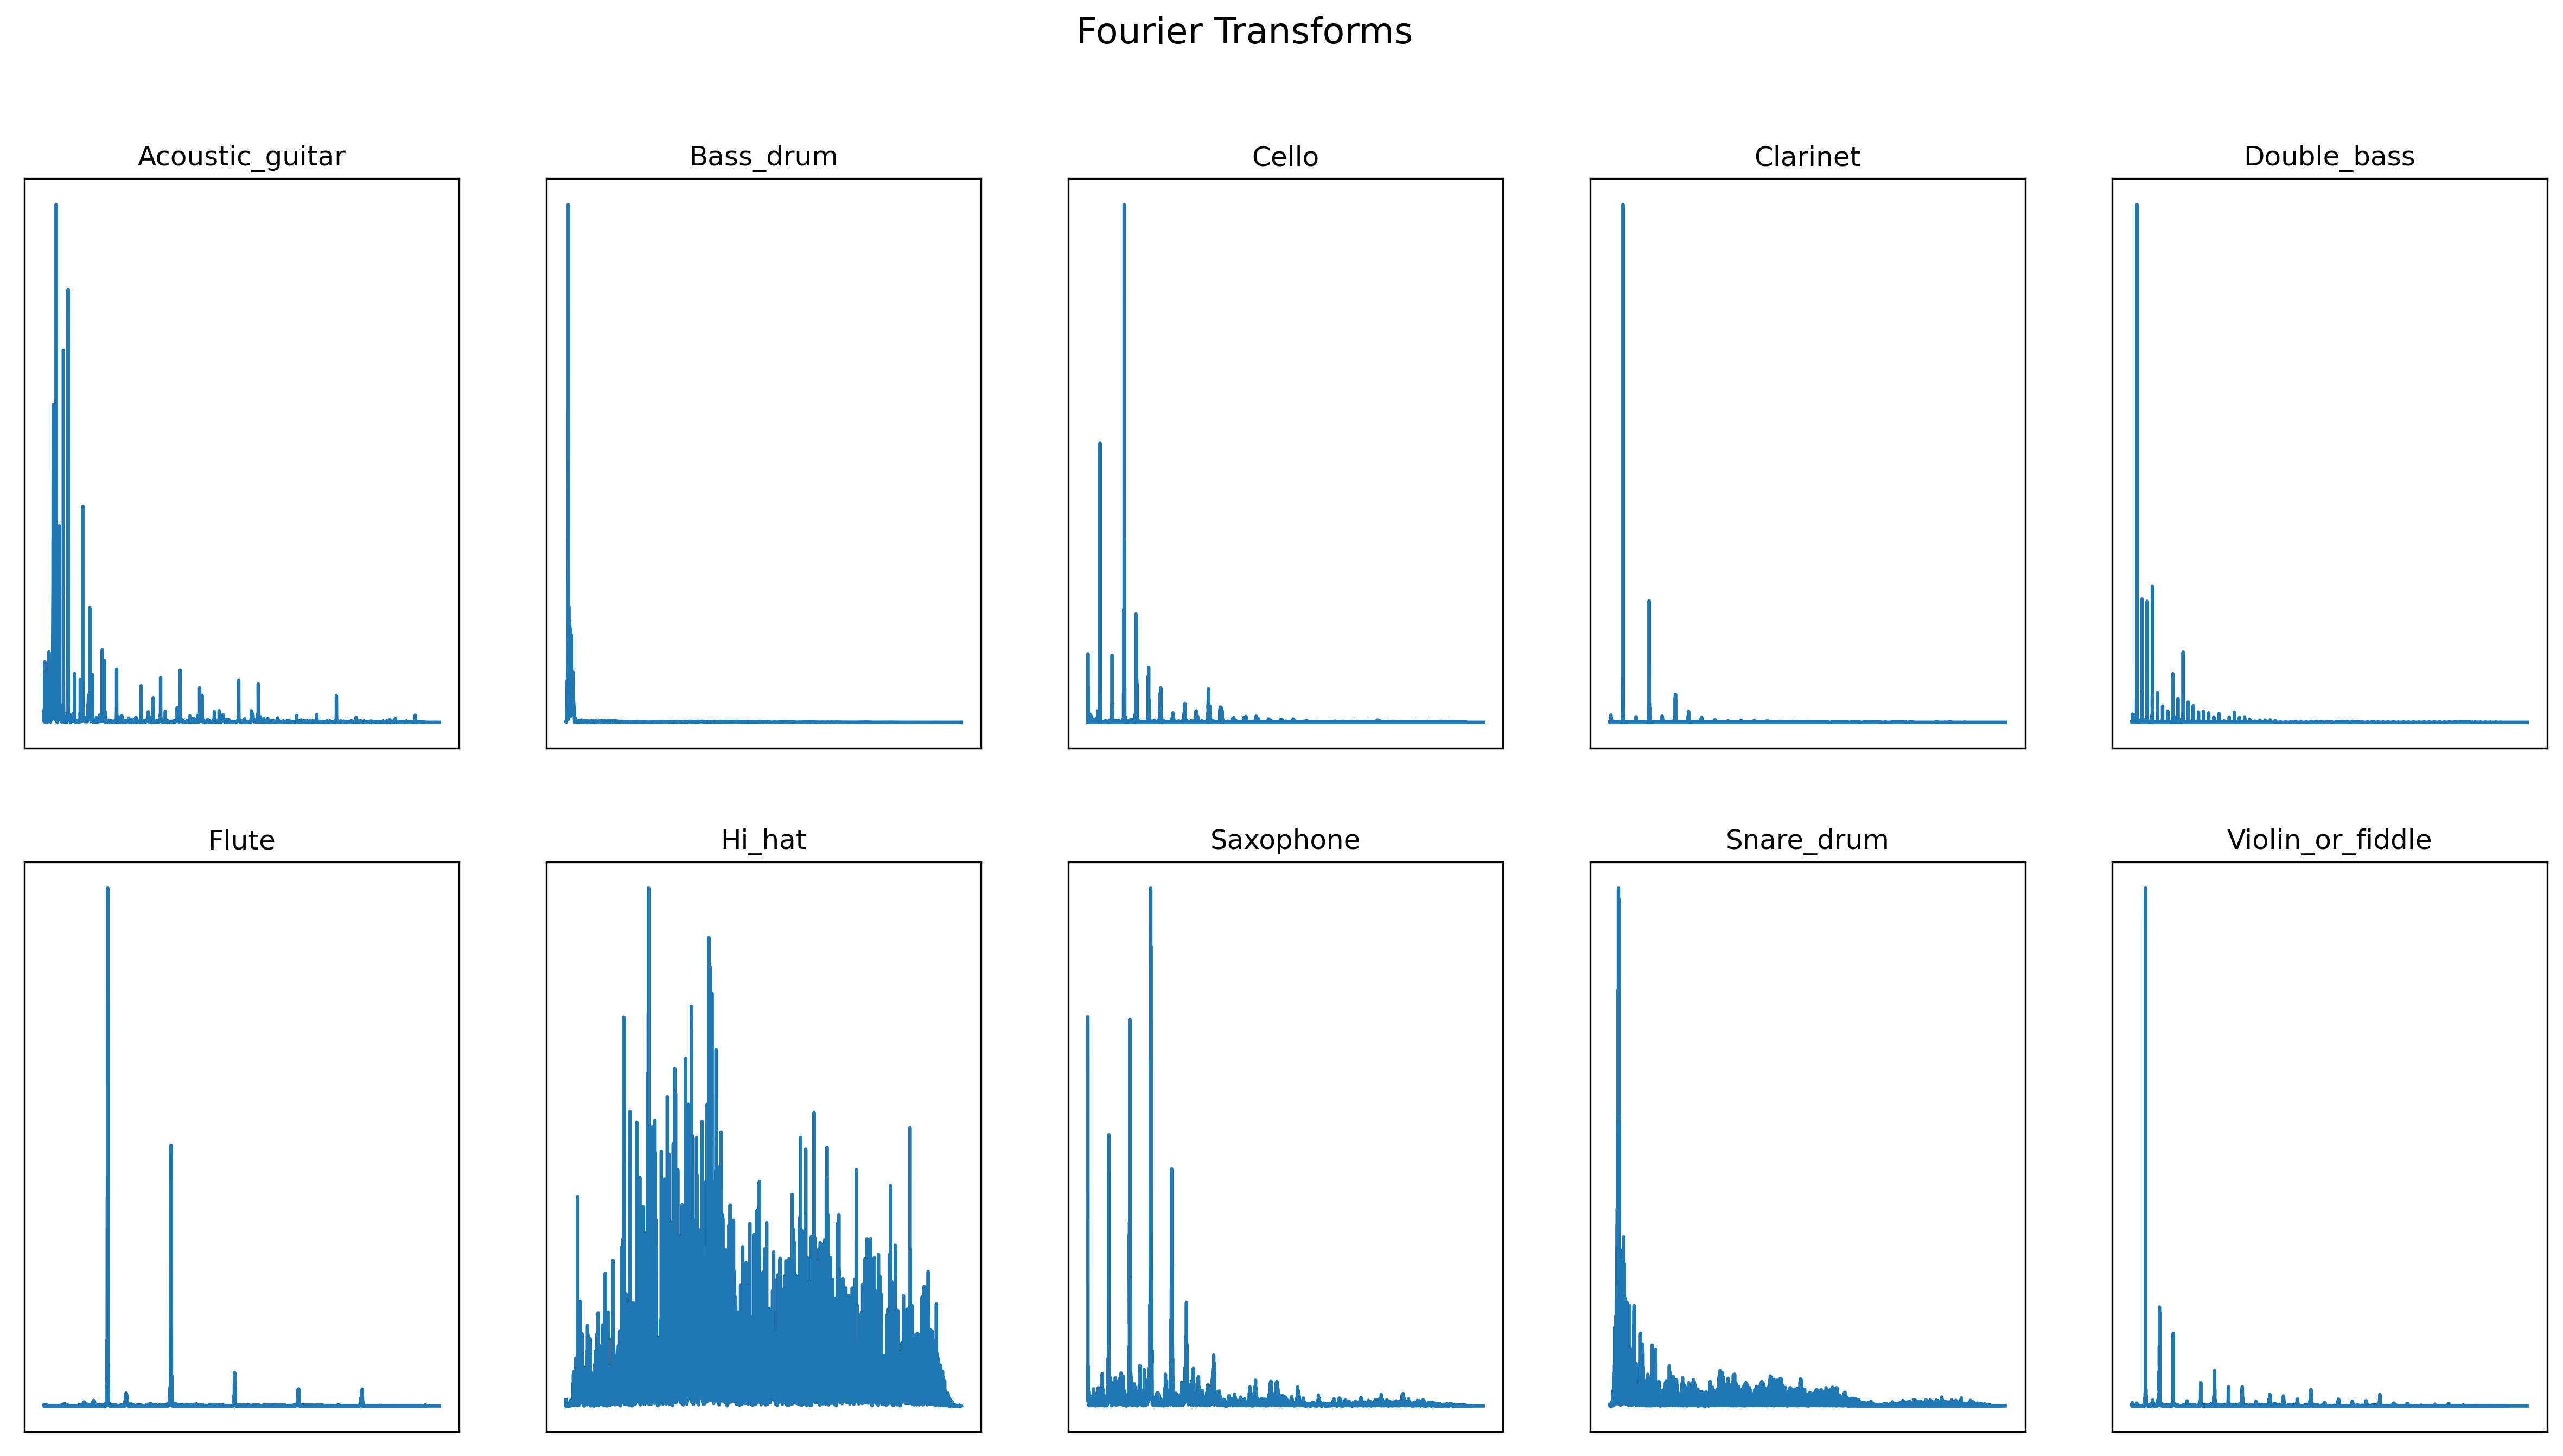 Fourier Transforms
Acoustic_guitar
Bass_drum
Cello
Clarinet
Double_bass
Flute
Hi_hat
Saxophone
Snare_drum
Violin_or_fiddle